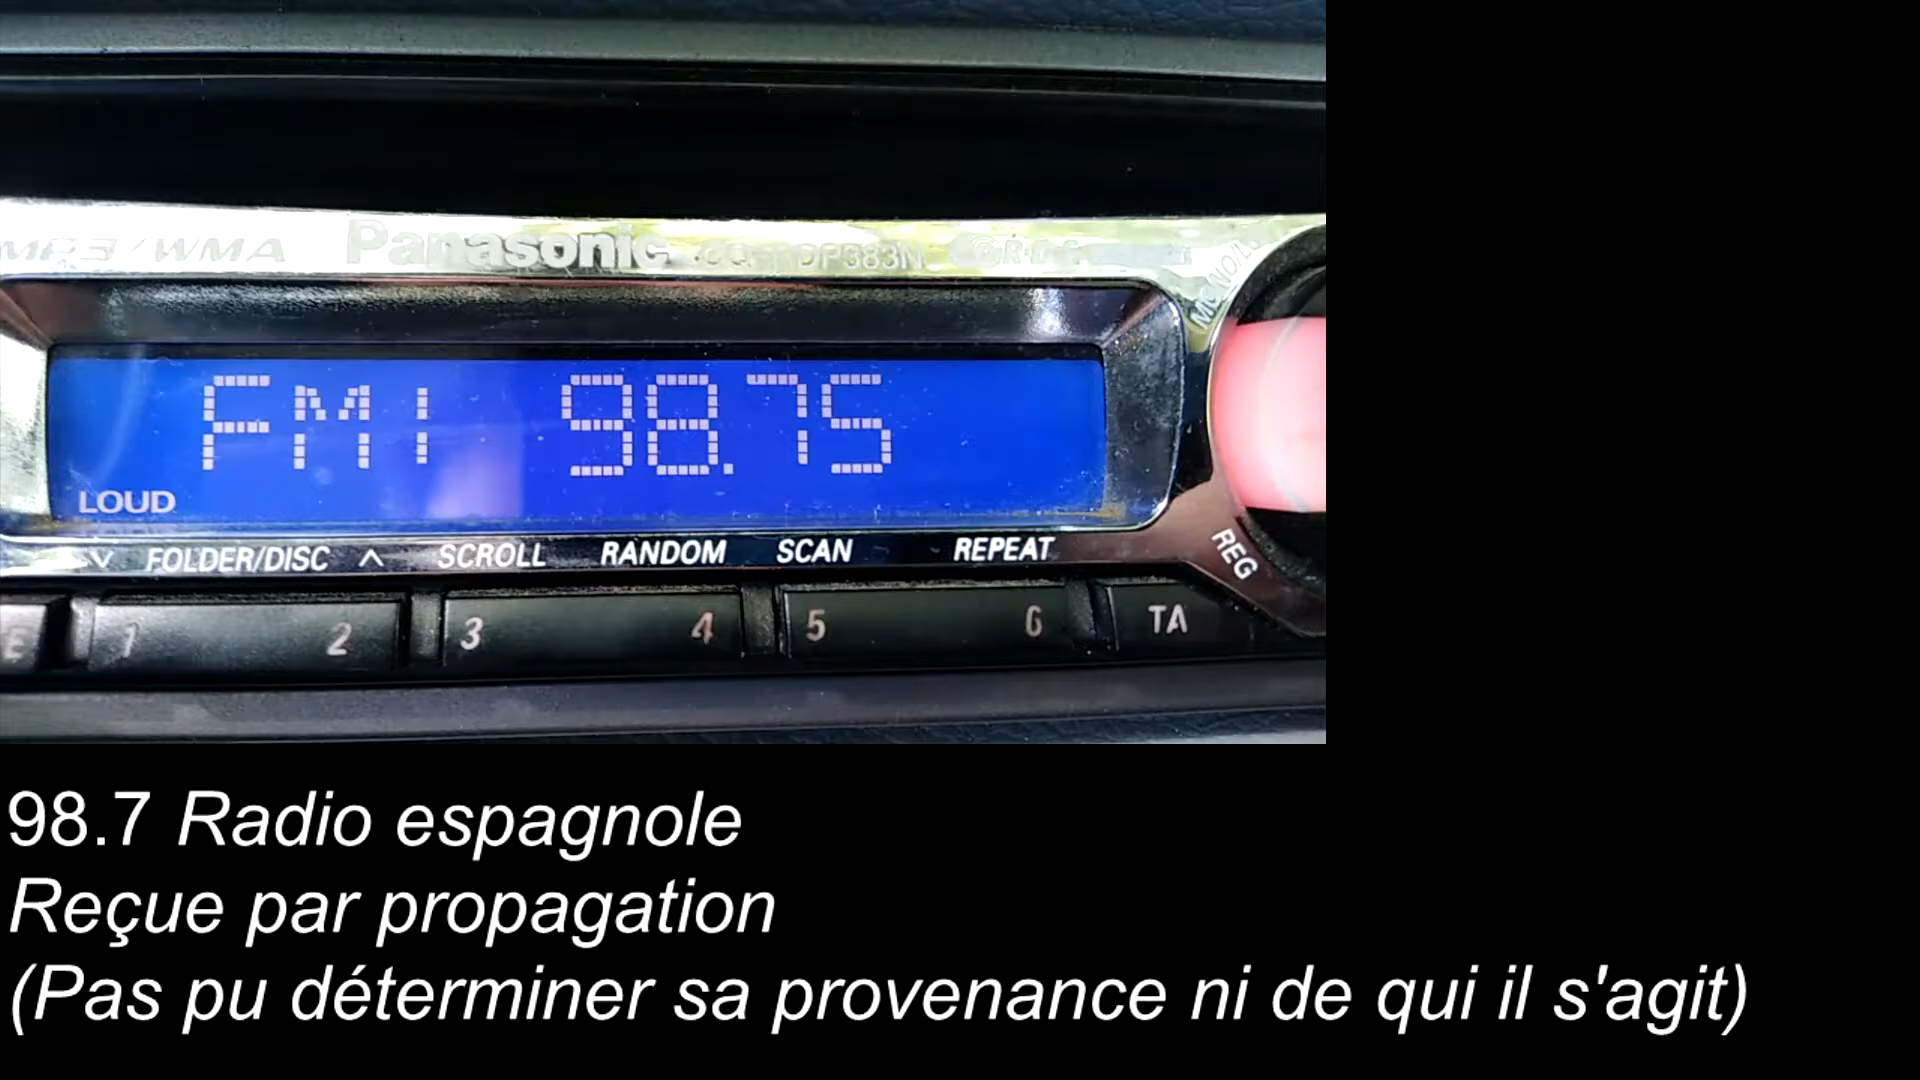 MP3/WMA Panasonic
MONO/L
FM1 98.75
LOUD
FOLDER/DISC SCROLL RANDOM SCAN REPEAT
REG
1 2 3 4 5 6 TA
98.7 Radio espagnole
Reçue par propagation
(Pas pu déterminer sa provenance ni de qui il s'agit)